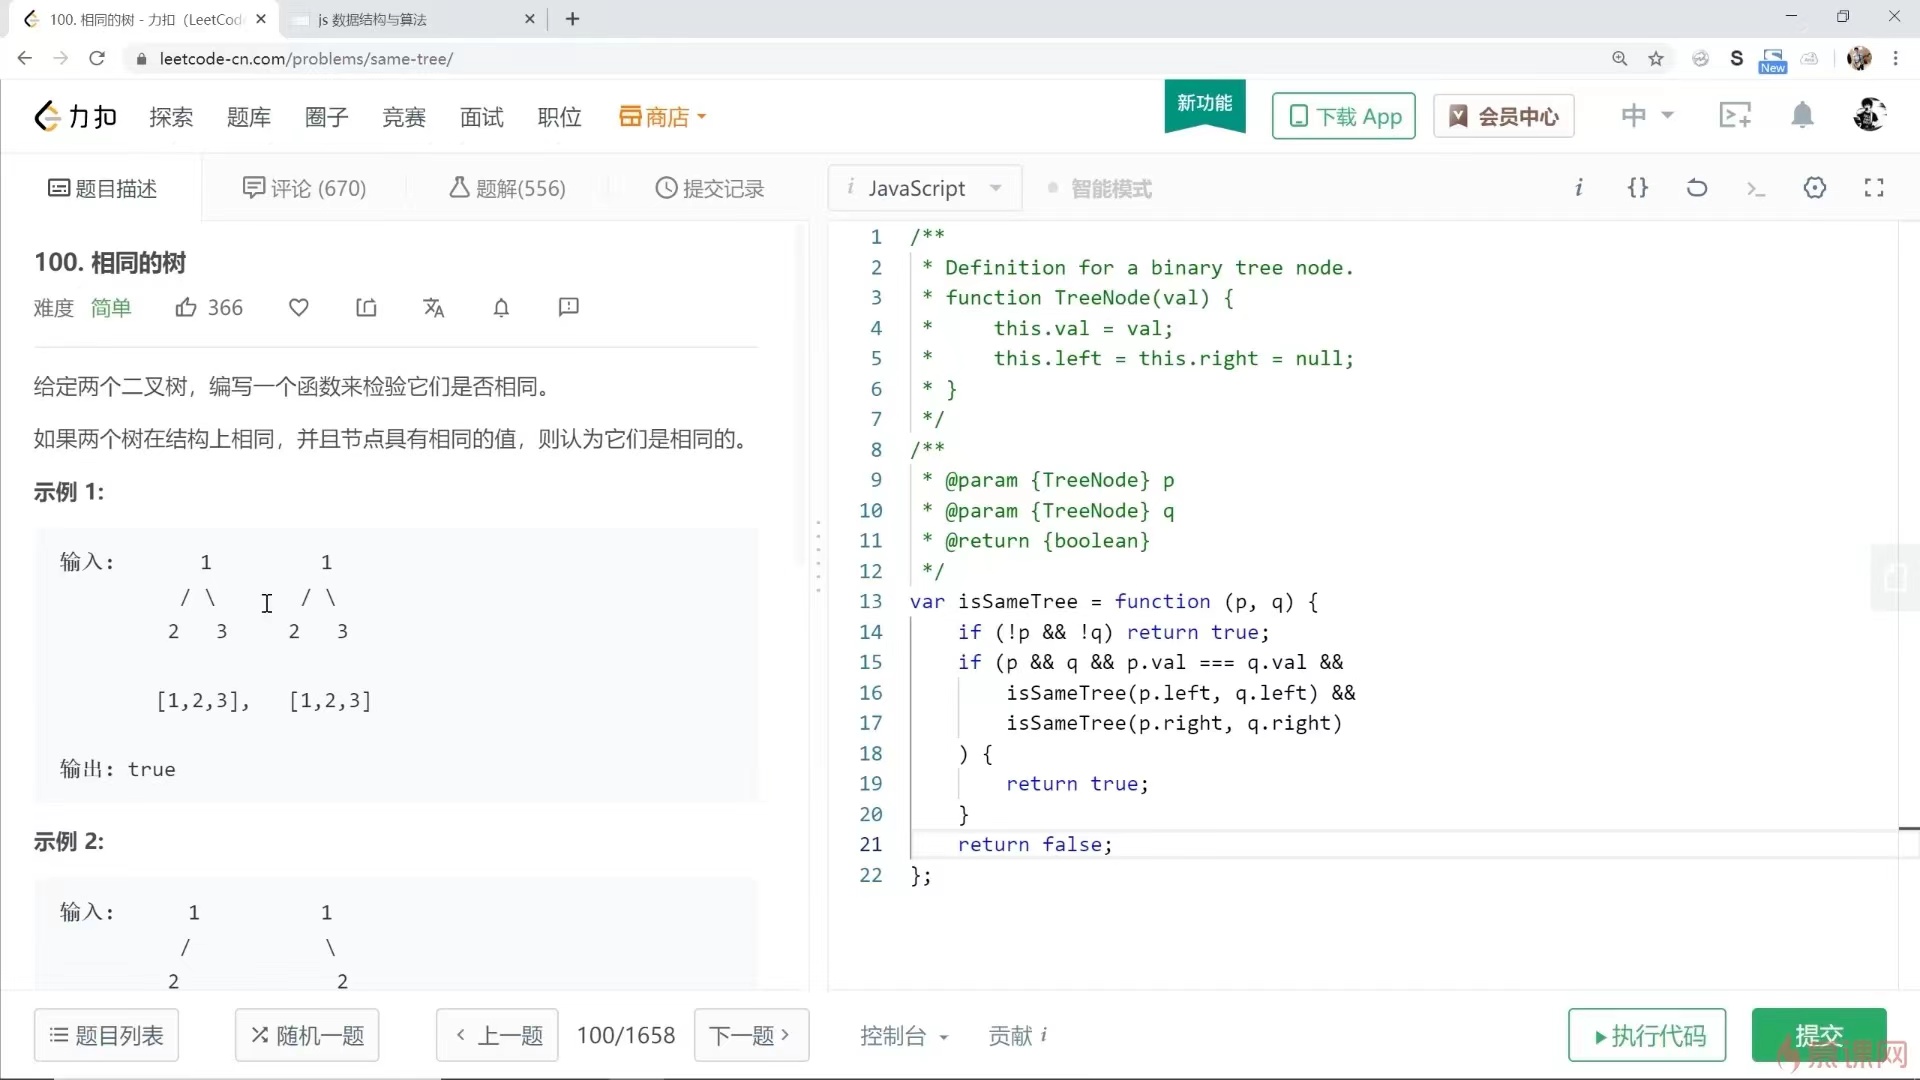 100. 相同的树 - 力扣（LeetCod
js 数据结构与算法
leetcode-cn.com/problems/same-tree/
New
力扣 探索 题库 圈子 竞赛 面试 职位 商店
新功能 下载 App 会员中心 中
题目描述 评论 (670) 题解(556) 提交记录
i JavaScript 智能模式
100. 相同的树
难度 简单 366
给定两个二叉树，编写一个函数来检验它们是否相同。
如果两个树在结构上相同，并且节点具有相同的值，则认为它们是相同的。
示例 1:
输入:       1         1
          / \       / \
         2   3     2   3
        [1,2,3],   [1,2,3]
输出: true
示例 2:
输入:      1          1
          /           \
         2             2
1 /**
2  * Definition for a binary tree node.
3  * function TreeNode(val) {
4  *     this.val = val;
5  *     this.left = this.right = null;
6  * }
7  */
8 /**
9  * @param {TreeNode} p
10  * @param {TreeNode} q
11  * @return {boolean}
12  */
13 var isSameTree = function (p, q) {
14     if (!p && !q) return true;
15     if (p && q && p.val === q.val &&
16         isSameTree(p.left, q.left) &&
17         isSameTree(p.right, q.right)
18     ) {
19         return true;
20     }
21     return false;
22 };
题目列表 随机一题 上一题 100/1658 下一题
控制台 贡献 i
执行代码 提交
慕课网